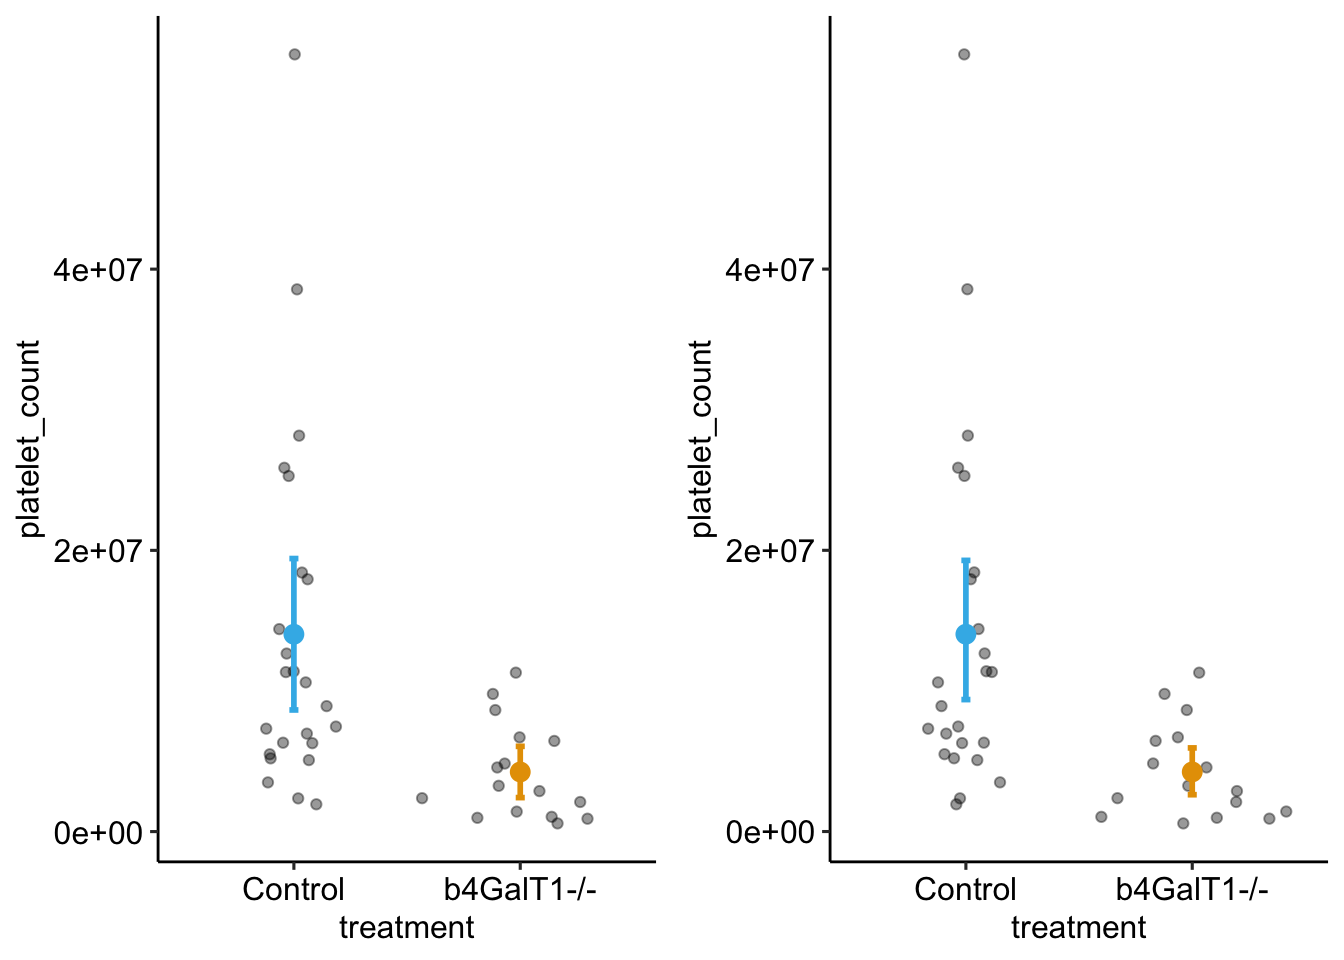 platelet_count
4e+07
2e+07
0e+00
Control
b4GalT1-/-
treatment
platelet_count
4e+07
2e+07
0e+00
Control
b4GalT1-/-
treatment